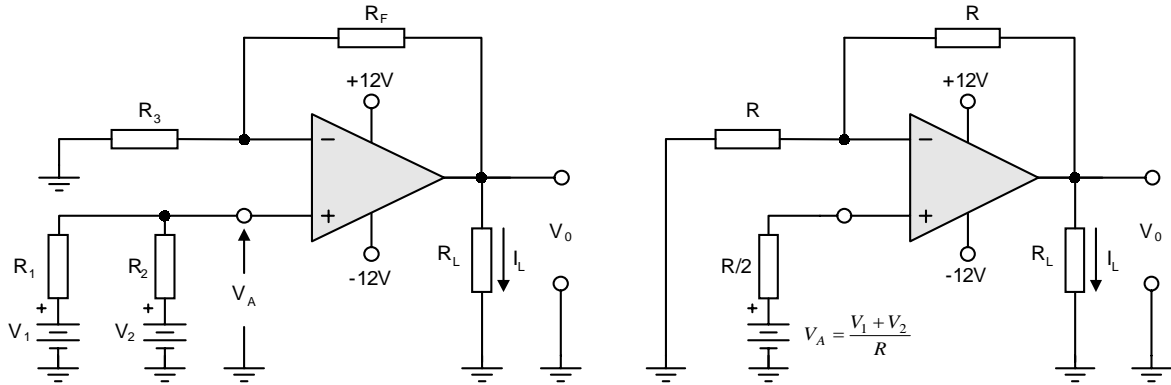 R_F
+12V
R_3
−
+
R_1
R_2
V_1
V_2
V_A
-12V
R_L
I_L
V_0
R
+12V
R
−
+
R/2
-12V
R_L
I_L
V_0
+
+
+
V_A = \frac{V_1 + V_2}{R}